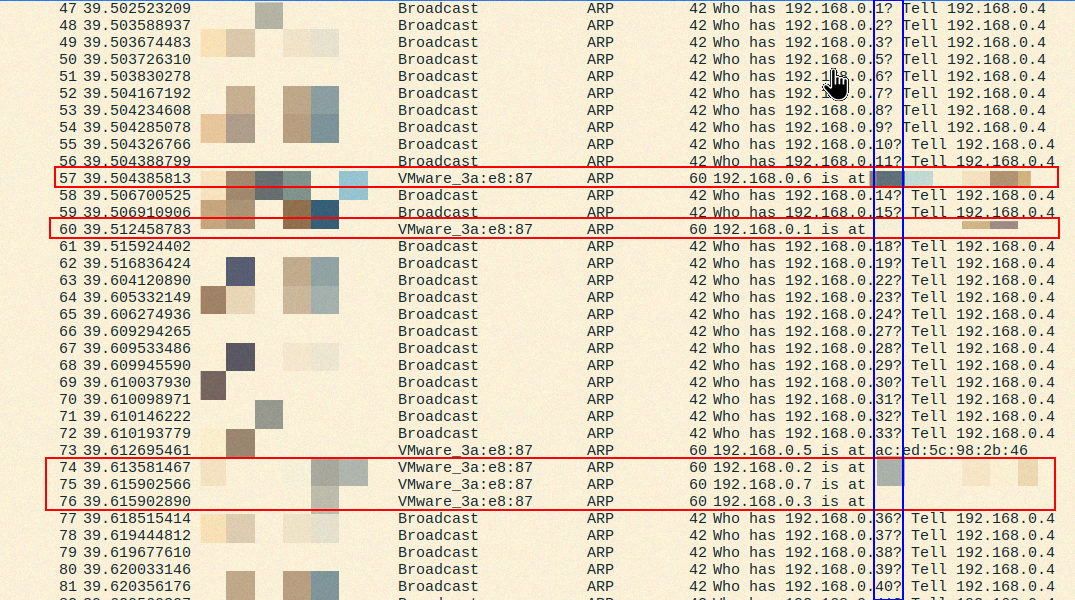 47 39.502523209 Broadcast ARP 42 Who has 192.168.0.1? Tell 192.168.0.4
48 39.503588937 Broadcast ARP 42 Who has 192.168.0.2? Tell 192.168.0.4
49 39.503674483 Broadcast ARP 42 Who has 192.168.0.3? Tell 192.168.0.4
50 39.503726310 Broadcast ARP 42 Who has 192.168.0.5? Tell 192.168.0.4
51 39.503830278 Broadcast ARP 42 Who has 192.168.0.6? Tell 192.168.0.4
52 39.504167192 Broadcast ARP 42 Who has 192.168.0.7? Tell 192.168.0.4
53 39.504234608 Broadcast ARP 42 Who has 192.168.0.8? Tell 192.168.0.4
54 39.504285078 Broadcast ARP 42 Who has 192.168.0.9? Tell 192.168.0.4
55 39.504326766 Broadcast ARP 42 Who has 192.168.0.10? Tell 192.168.0.4
56 39.504388799 Broadcast ARP 42 Who has 192.168.0.11? Tell 192.168.0.4
57 39.504385813 VMware_3a:e8:87 ARP 60 192.168.0.6 is at
58 39.506700525 Broadcast ARP 42 Who has 192.168.0.14? Tell 192.168.0.4
59 39.506910906 Broadcast ARP 42 Who has 192.168.0.15? Tell 192.168.0.4
60 39.512458783 VMware_3a:e8:87 ARP 60 192.168.0.1 is at
61 39.515924402 Broadcast ARP 42 Who has 192.168.0.18? Tell 192.168.0.4
62 39.516836424 Broadcast ARP 42 Who has 192.168.0.19? Tell 192.168.0.4
63 39.604120890 Broadcast ARP 42 Who has 192.168.0.22? Tell 192.168.0.4
64 39.605332149 Broadcast ARP 42 Who has 192.168.0.23? Tell 192.168.0.4
65 39.606274936 Broadcast ARP 42 Who has 192.168.0.24? Tell 192.168.0.4
66 39.609294265 Broadcast ARP 42 Who has 192.168.0.27? Tell 192.168.0.4
67 39.609533486 Broadcast ARP 42 Who has 192.168.0.28? Tell 192.168.0.4
68 39.609945590 Broadcast ARP 42 Who has 192.168.0.29? Tell 192.168.0.4
69 39.610037930 Broadcast ARP 42 Who has 192.168.0.30? Tell 192.168.0.4
70 39.610098971 Broadcast ARP 42 Who has 192.168.0.31? Tell 192.168.0.4
71 39.610146222 Broadcast ARP 42 Who has 192.168.0.32? Tell 192.168.0.4
72 39.610193779 Broadcast ARP 42 Who has 192.168.0.33? Tell 192.168.0.4
73 39.612695461 VMware_3a:e8:87 ARP 60 192.168.0.5 is at ac:ed:5c:98:2b:46
74 39.613581467 VMware_3a:e8:87 ARP 60 192.168.0.2 is at
75 39.615902566 VMware_3a:e8:87 ARP 60 192.168.0.7 is at
76 39.615902890 VMware_3a:e8:87 ARP 60 192.168.0.3 is at
77 39.618515414 Broadcast ARP 42 Who has 192.168.0.36? Tell 192.168.0.4
78 39.619444812 Broadcast ARP 42 Who has 192.168.0.37? Tell 192.168.0.4
79 39.619677610 Broadcast ARP 42 Who has 192.168.0.38? Tell 192.168.0.4
80 39.620033146 Broadcast ARP 42 Who has 192.168.0.39? Tell 192.168.0.4
81 39.620356176 Broadcast ARP 42 Who has 192.168.0.40? Tell 192.168.0.4